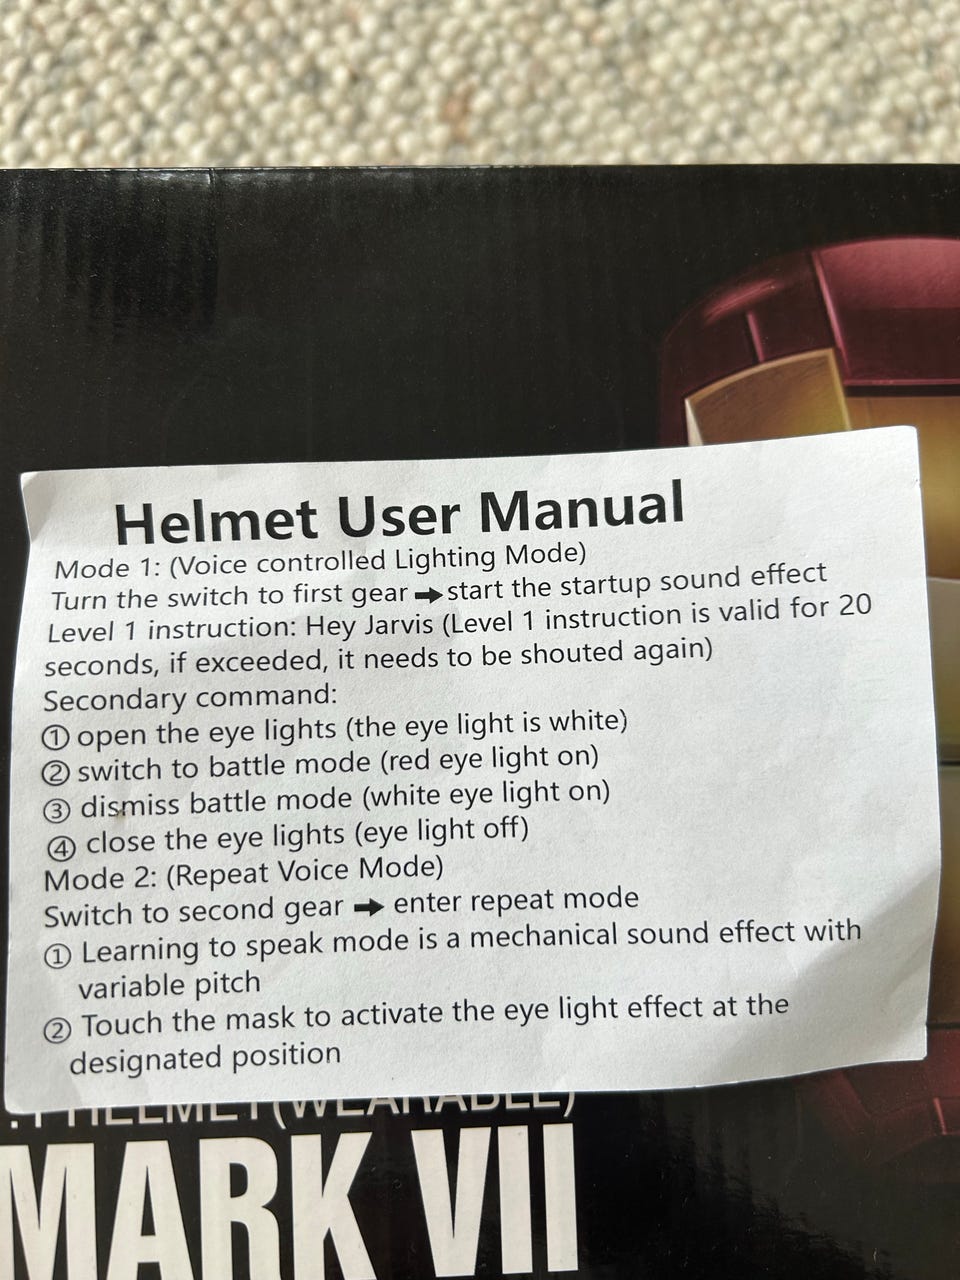 Helmet User Manual
Mode 1: (Voice controlled Lighting Mode)
Turn the switch to first gear ➡ start the startup sound effect
Level 1 instruction: Hey Jarvis (Level 1 instruction is valid for 20
seconds, if exceeded, it needs to be shouted again)
Secondary command:
① open the eye lights (the eye light is white)
② switch to battle mode (red eye light on)
③ dismiss battle mode (white eye light on)
④ close the eye lights (eye light off)
Mode 2: (Repeat Voice Mode)
Switch to second gear ➡ enter repeat mode
① Learning to speak mode is a mechanical sound effect with
variable pitch
② Touch the mask to activate the eye light effect at the
designated position
HELMET (WEARABLE)
MARK VII